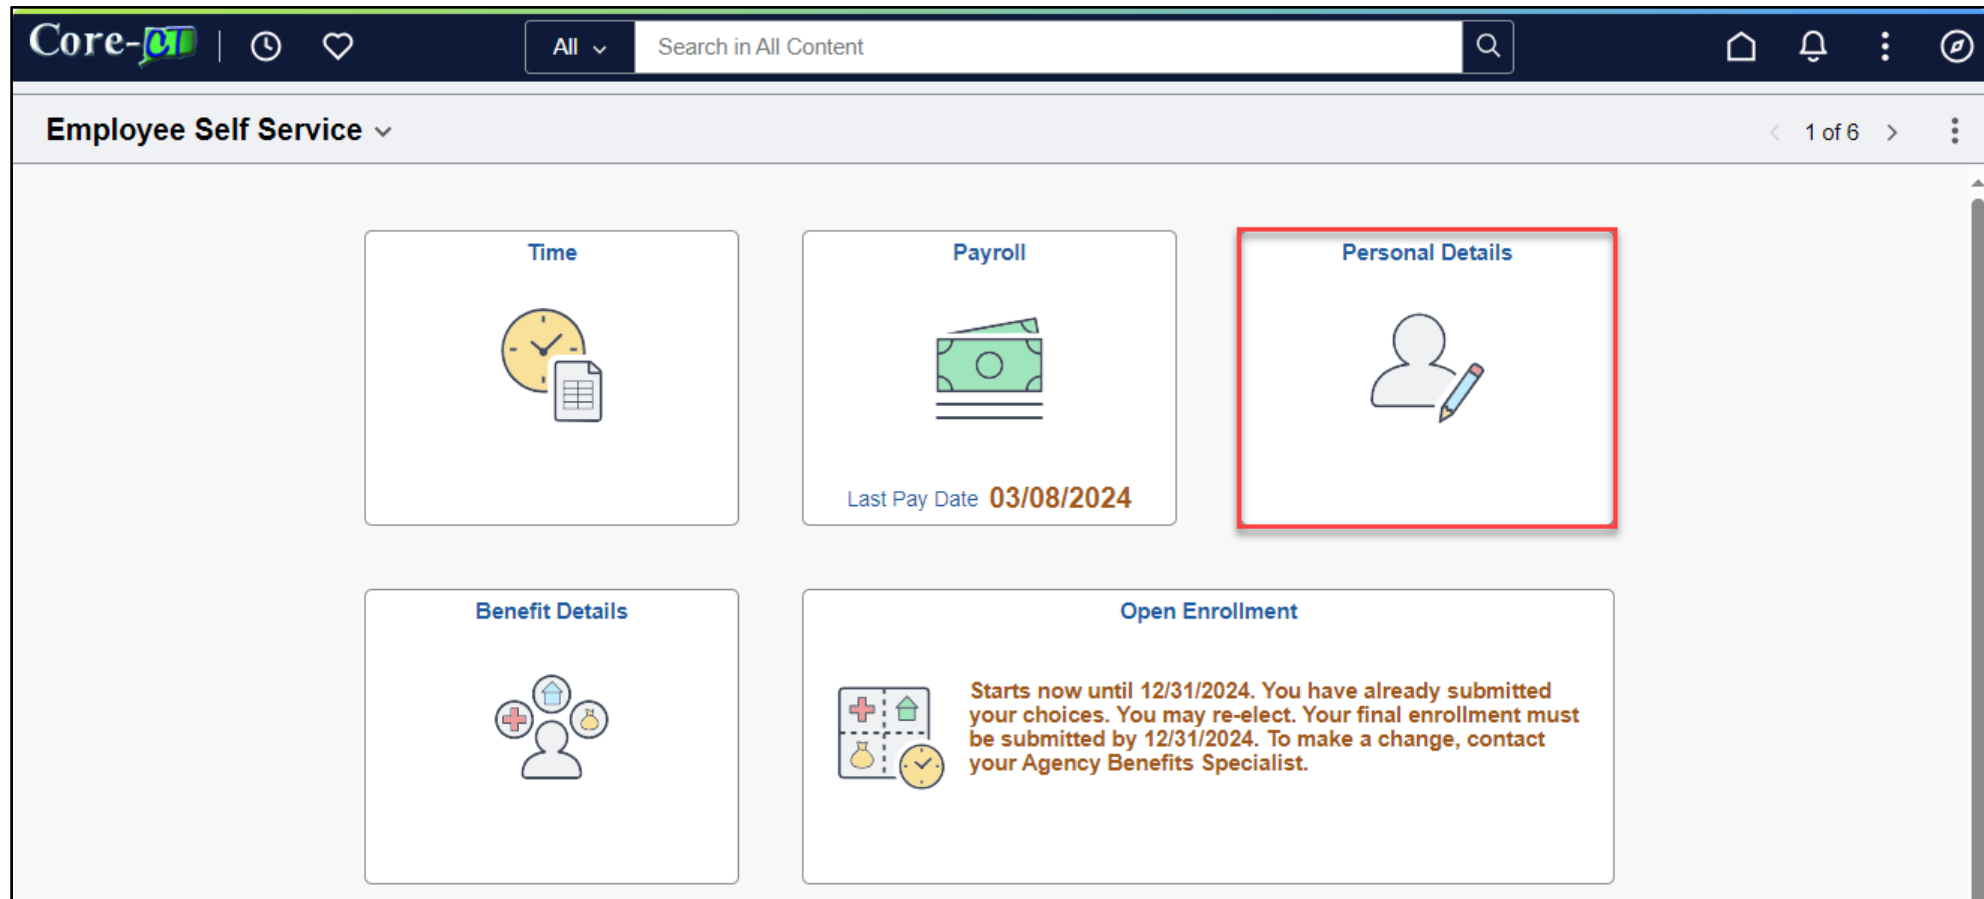 Core-CT
All
Search in All Content
Employee Self Service
1 of 6
Time
Payroll
Personal Details
Last Pay Date 03/08/2024
Benefit Details
Open Enrollment
Starts now until 12/31/2024. You have already submitted
your choices. You may re-elect. Your final enrollment must
be submitted by 12/31/2024. To make a change, contact
your Agency Benefits Specialist.